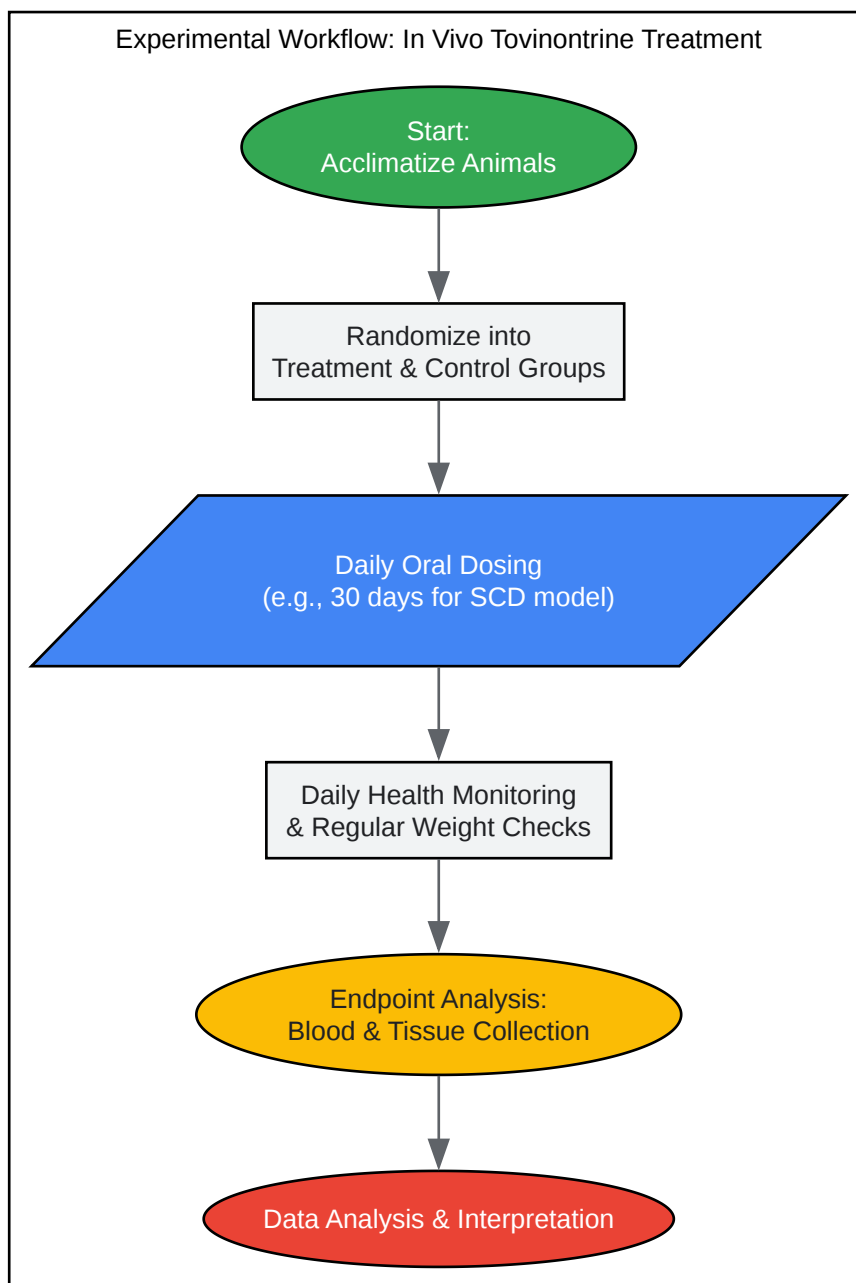 Experimental Workflow: In Vivo Tovinontrine Treatment
Start:
Acclimatize Animals
Randomize into
Treatment & Control Groups
Daily Oral Dosing
(e.g., 30 days for SCD model)
Daily Health Monitoring
& Regular Weight Checks
Endpoint Analysis:
Blood & Tissue Collection
Data Analysis & Interpretation